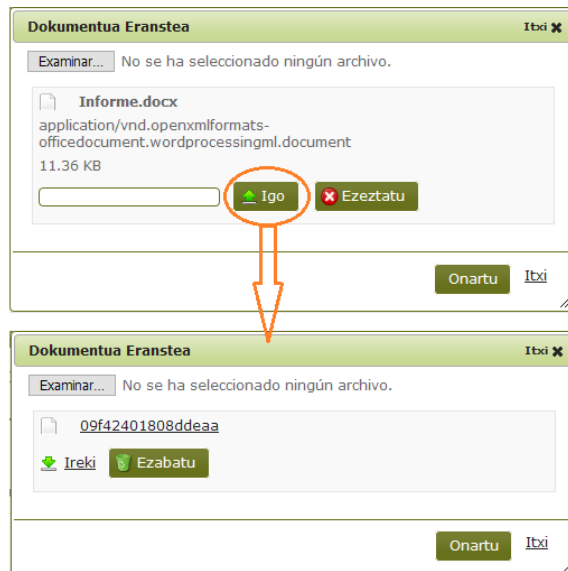 Dokumentua Eranstea Itxi
Examinar... No se ha seleccionado ningún archivo.
Informe.docx
application/vnd.openxmlformats-
officedocument.wordprocessingml.document
11.36 KB
Igo Ezeztatu
Onartu Itxi
Dokumentua Eranstea Itxi
Examinar... No se ha seleccionado ningún archivo.
09f42401808ddeaa
Ireki Ezabatu
Onartu Itxi